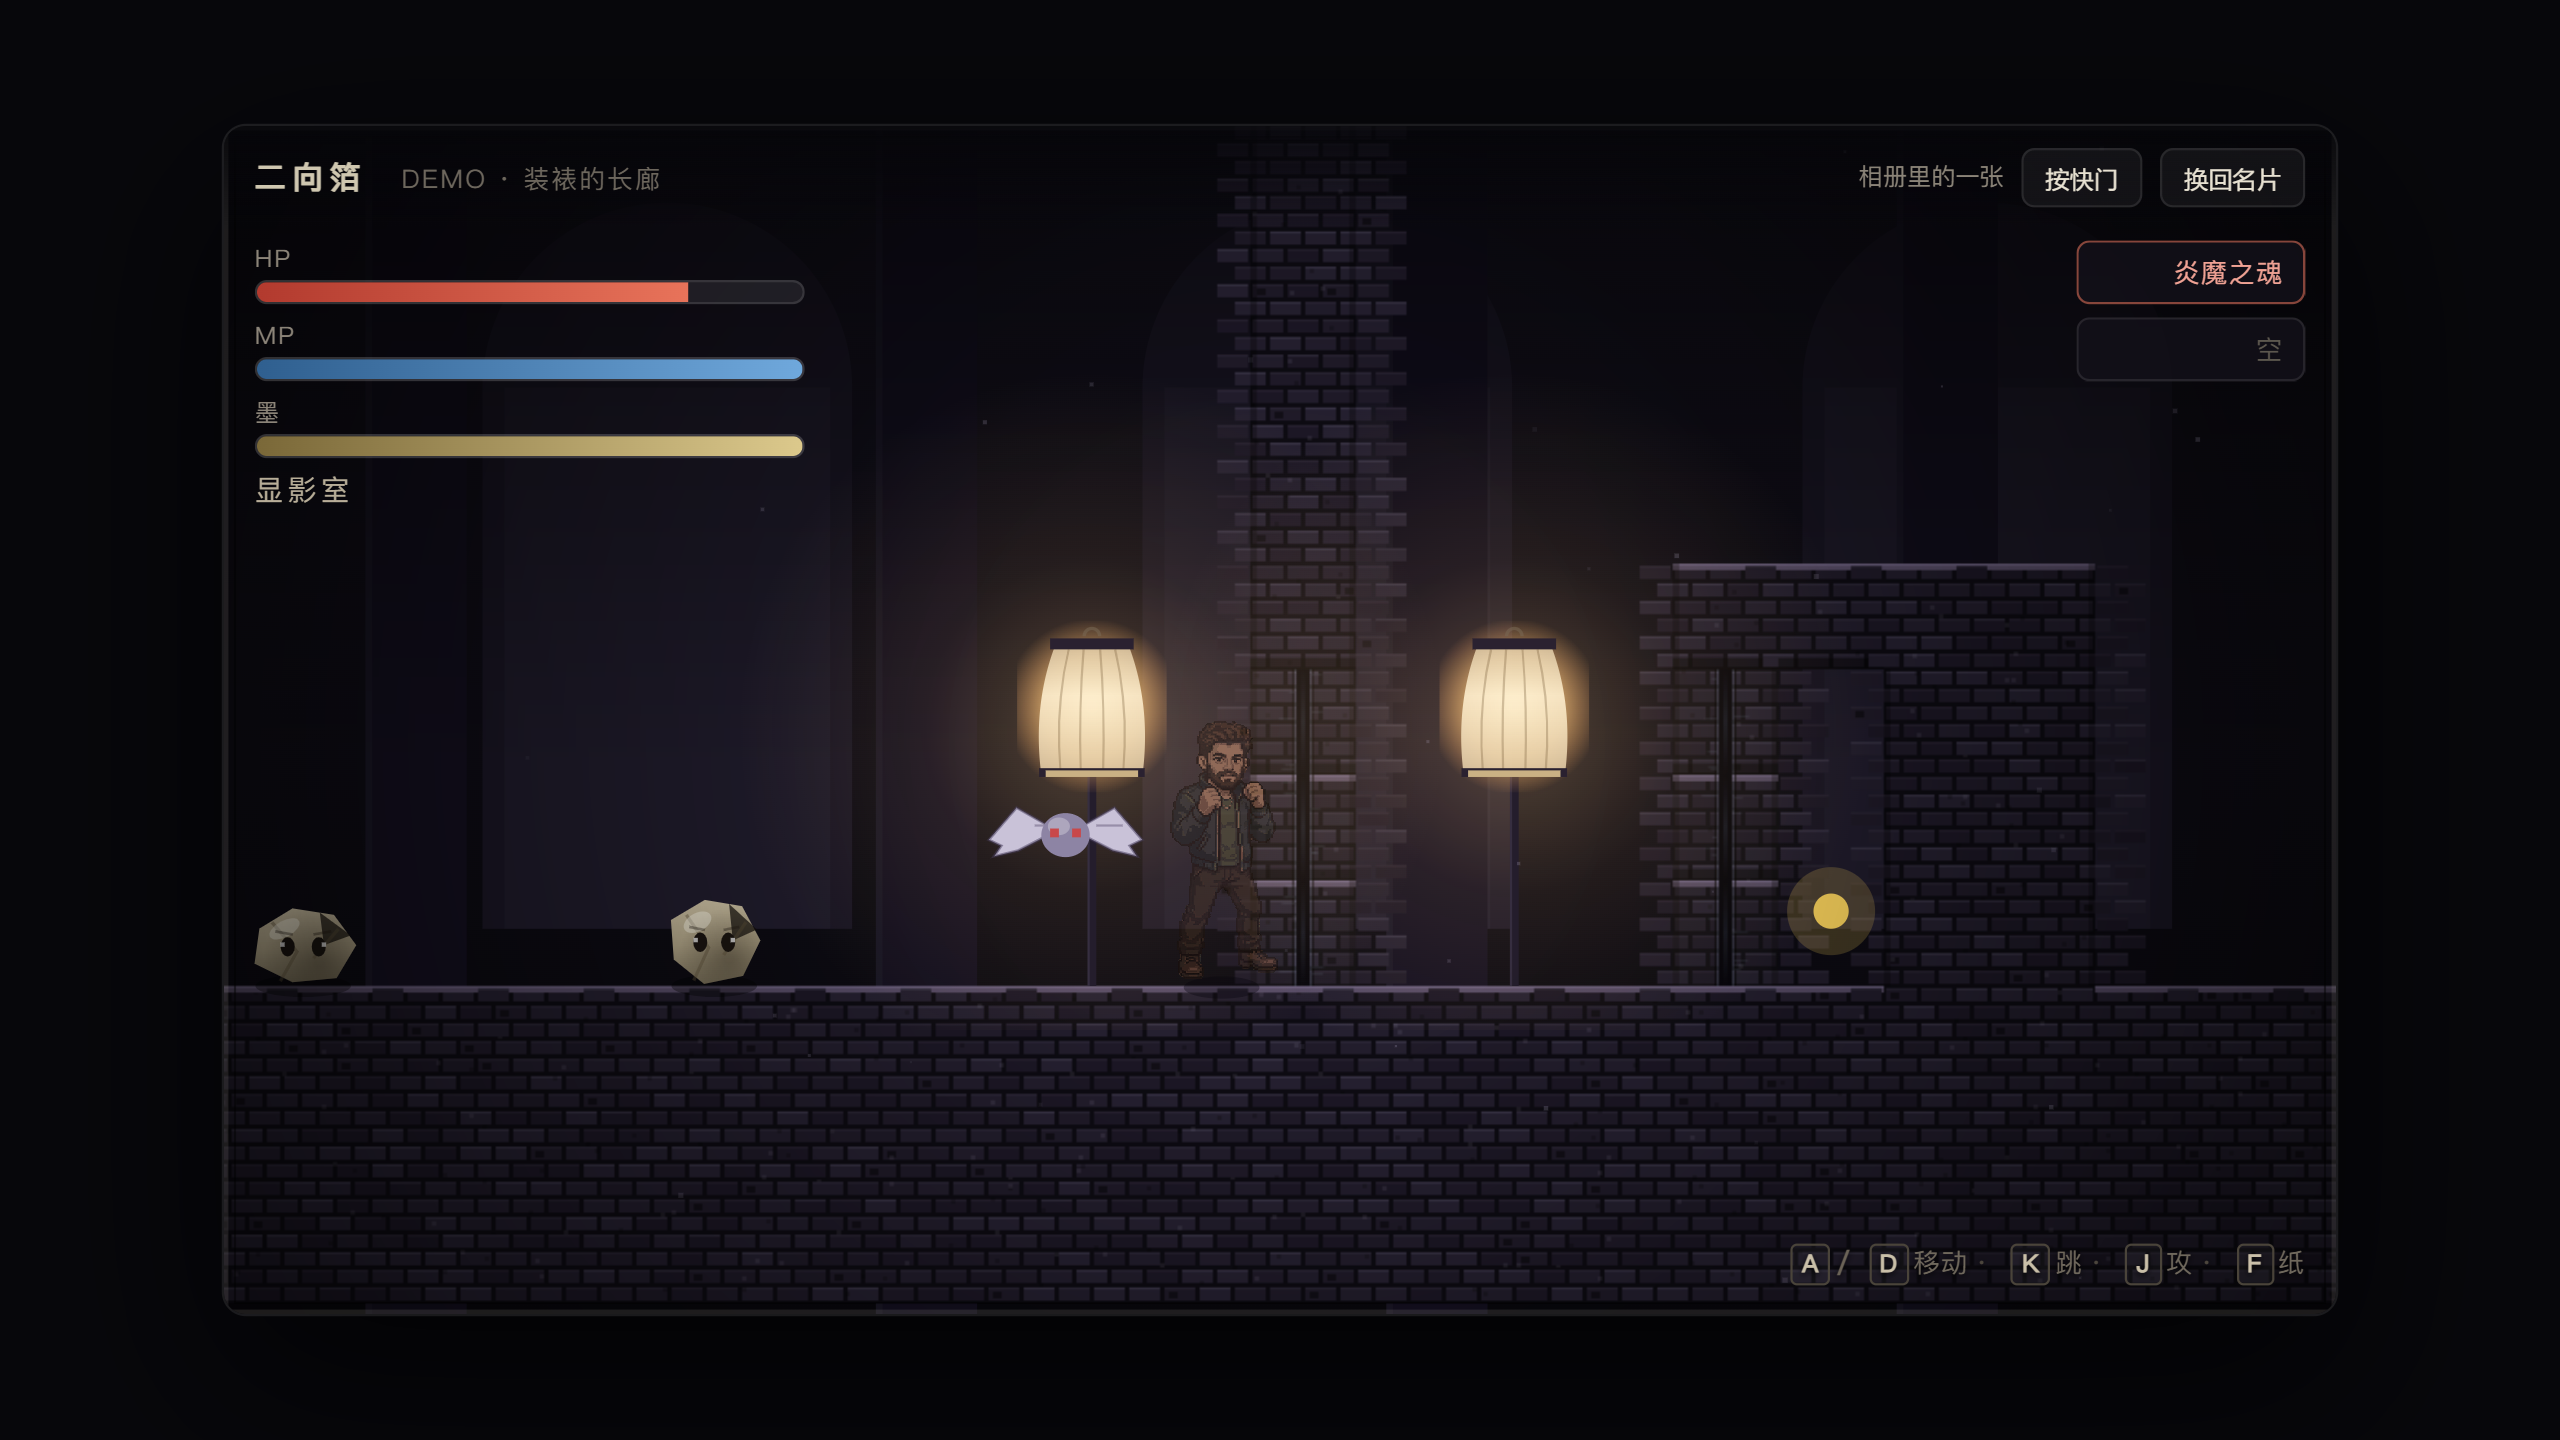 二向箔 DEMO · 装裱的长廊
相册里的一张 按快门 换回名片
HP
MP
墨
显影室
炎魔之魂
空
A / D 移动 · K 跳 · J 攻 · F 纸